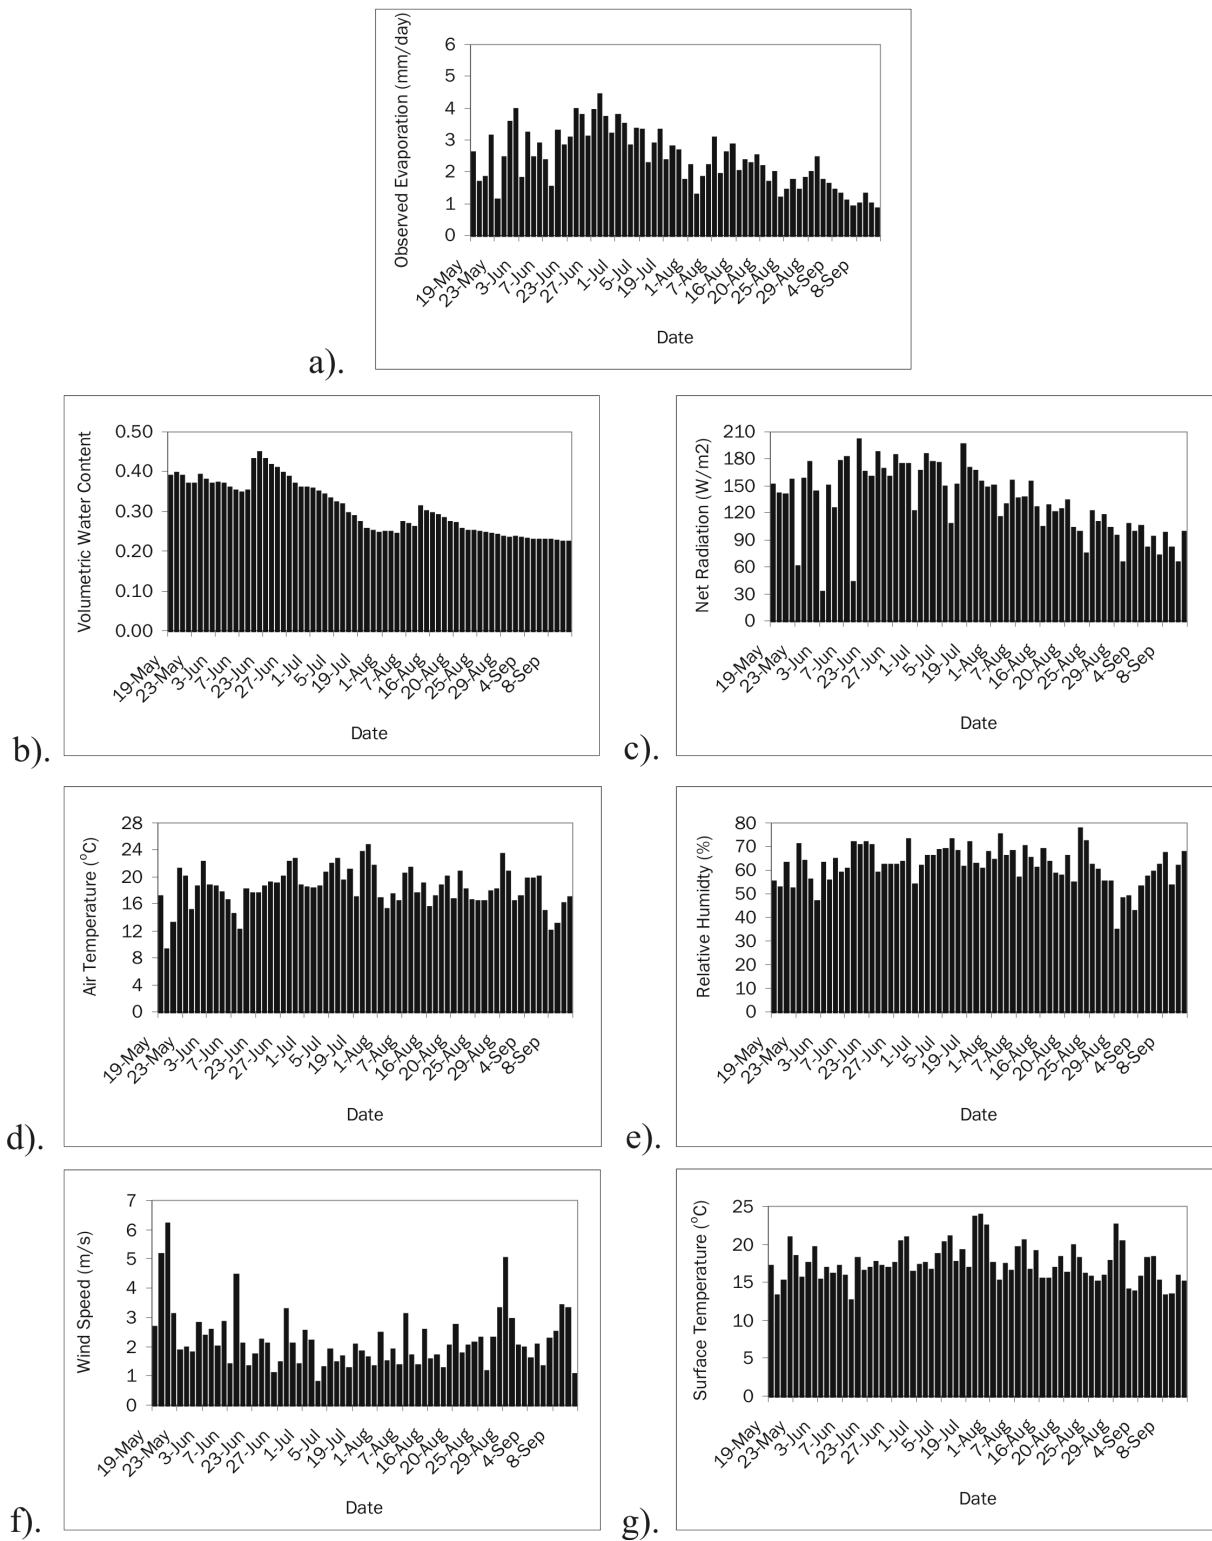 Observed Evaporation (mm/day)
6
5
4
3
2
1
0
19-May 23-May 3-Jun 7-Jun 23-Jun 27-Jun 1-Jul 5-Jul 19-Jul 1-Aug 7-Aug 16-Aug 20-Aug 25-Aug 29-Aug 4-Sep 8-Sep
Date
a).
Volumetric Water Content
0.50
0.40
0.30
0.20
0.10
0.00
19-May 23-May 3-Jun 7-Jun 23-Jun 27-Jun 1-Jul 5-Jul 19-Jul 1-Aug 7-Aug 16-Aug 20-Aug 25-Aug 29-Aug 4-Sep 8-Sep
Date
b).
Net Radiation (W/m2)
210
180
150
120
90
60
30
0
19-May 23-May 3-Jun 7-Jun 23-Jun 27-Jun 1-Jul 5-Jul 19-Jul 1-Aug 7-Aug 16-Aug 20-Aug 25-Aug 29-Aug 4-Sep 8-Sep
Date
c).
Air Temperature (°C)
28
24
20
16
12
8
4
0
19-May 23-May 3-Jun 7-Jun 23-Jun 27-Jun 1-Jul 5-Jul 19-Jul 1-Aug 7-Aug 16-Aug 20-Aug 25-Aug 29-Aug 4-Sep 8-Sep
Date
d).
Relative Humidty (%)
80
70
60
50
40
30
20
10
0
19-May 23-May 3-Jun 7-Jun 23-Jun 27-Jun 1-Jul 5-Jul 19-Jul 1-Aug 7-Aug 16-Aug 20-Aug 25-Aug 29-Aug 4-Sep 8-Sep
Date
e).
Wind Speed (m/s)
7
6
5
4
3
2
1
0
19-May 23-May 3-Jun 7-Jun 23-Jun 27-Jun 1-Jul 5-Jul 19-Jul 1-Aug 7-Aug 16-Aug 20-Aug 25-Aug 29-Aug 4-Sep 8-Sep
Date
f).
Surface Temperature (°C)
25
20
15
10
5
0
19-May 23-May 3-Jun 7-Jun 23-Jun 27-Jun 1-Jul 5-Jul 19-Jul 1-Aug 7-Aug 16-Aug 20-Aug 25-Aug 29-Aug 4-Sep 8-Sep
Date
g).